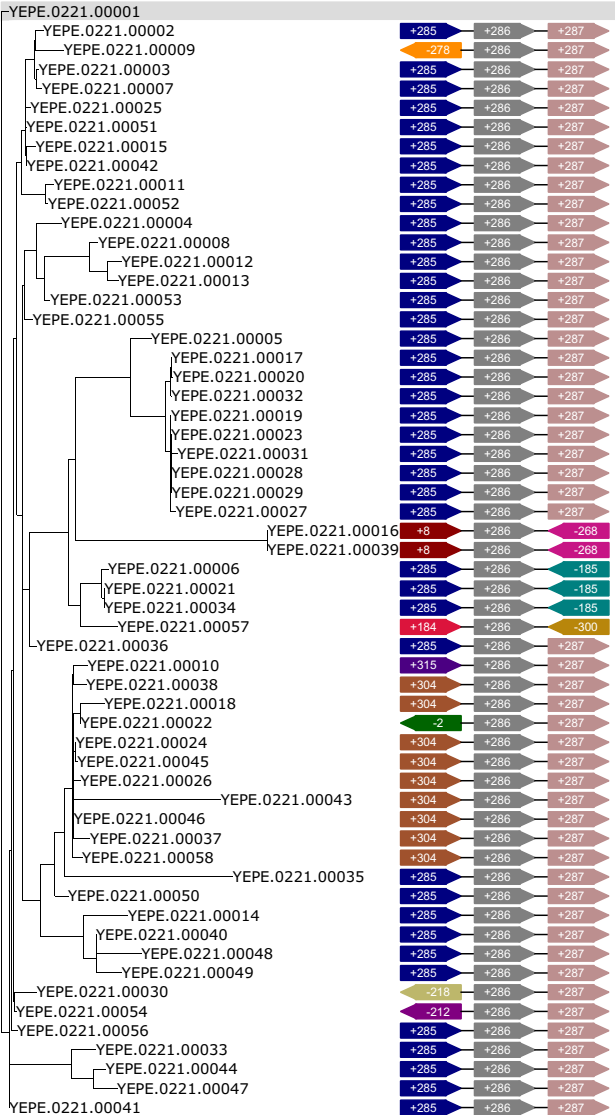 YEPE.0221.00001
YEPE.0221.00002 +285 +286 +287
YEPE.0221.00009 -278 +286 +287
YEPE.0221.00003 +285 +286 +287
YEPE.0221.00007 +285 +286 +287
YEPE.0221.00025 +285 +286 +287
YEPE.0221.00051 +285 +286 +287
YEPE.0221.00015 +285 +286 +287
YEPE.0221.00042 +285 +286 +287
YEPE.0221.00011 +285 +286 +287
YEPE.0221.00052 +285 +286 +287
YEPE.0221.00004 +285 +286 +287
YEPE.0221.00008 +285 +286 +287
YEPE.0221.00012 +285 +286 +287
YEPE.0221.00013 +285 +286 +287
YEPE.0221.00053 +285 +286 +287
YEPE.0221.00055 +285 +286 +287
YEPE.0221.00005 +285 +286 +287
YEPE.0221.00017 +285 +286 +287
YEPE.0221.00020 +285 +286 +287
YEPE.0221.00032 +285 +286 +287
YEPE.0221.00019 +285 +286 +287
YEPE.0221.00023 +285 +286 +287
YEPE.0221.00031 +285 +286 +287
YEPE.0221.00028 +285 +286 +287
YEPE.0221.00029 +285 +286 +287
YEPE.0221.00027 +285 +286 +287
YEPE.0221.00016 +8 +286 -268
YEPE.0221.00039 +8 +286 -268
YEPE.0221.00006 +285 +286 -185
YEPE.0221.00021 +285 +286 -185
YEPE.0221.00034 +285 +286 -185
YEPE.0221.00057 +184 +286 -300
YEPE.0221.00036 +285 +286 +287
YEPE.0221.00010 +315 +286 +287
YEPE.0221.00038 +304 +286 +287
YEPE.0221.00018 +304 +286 +287
YEPE.0221.00022 -2 +286 +287
YEPE.0221.00024 +304 +286 +287
YEPE.0221.00045 +304 +286 +287
YEPE.0221.00026 +304 +286 +287
YEPE.0221.00043 +304 +286 +287
YEPE.0221.00046 +304 +286 +287
YEPE.0221.00037 +304 +286 +287
YEPE.0221.00058 +304 +286 +287
YEPE.0221.00035 +285 +286 +287
YEPE.0221.00050 +285 +286 +287
YEPE.0221.00014 +285 +286 +287
YEPE.0221.00040 +285 +286 +287
YEPE.0221.00048 +285 +286 +287
YEPE.0221.00049 +285 +286 +287
YEPE.0221.00030 -218 +286 +287
YEPE.0221.00054 -212 +286 +287
YEPE.0221.00056 +285 +286 +287
YEPE.0221.00033 +285 +286 +287
YEPE.0221.00044 +285 +286 +287
YEPE.0221.00047 +285 +286 +287
YEPE.0221.00041 +285 +286 +287